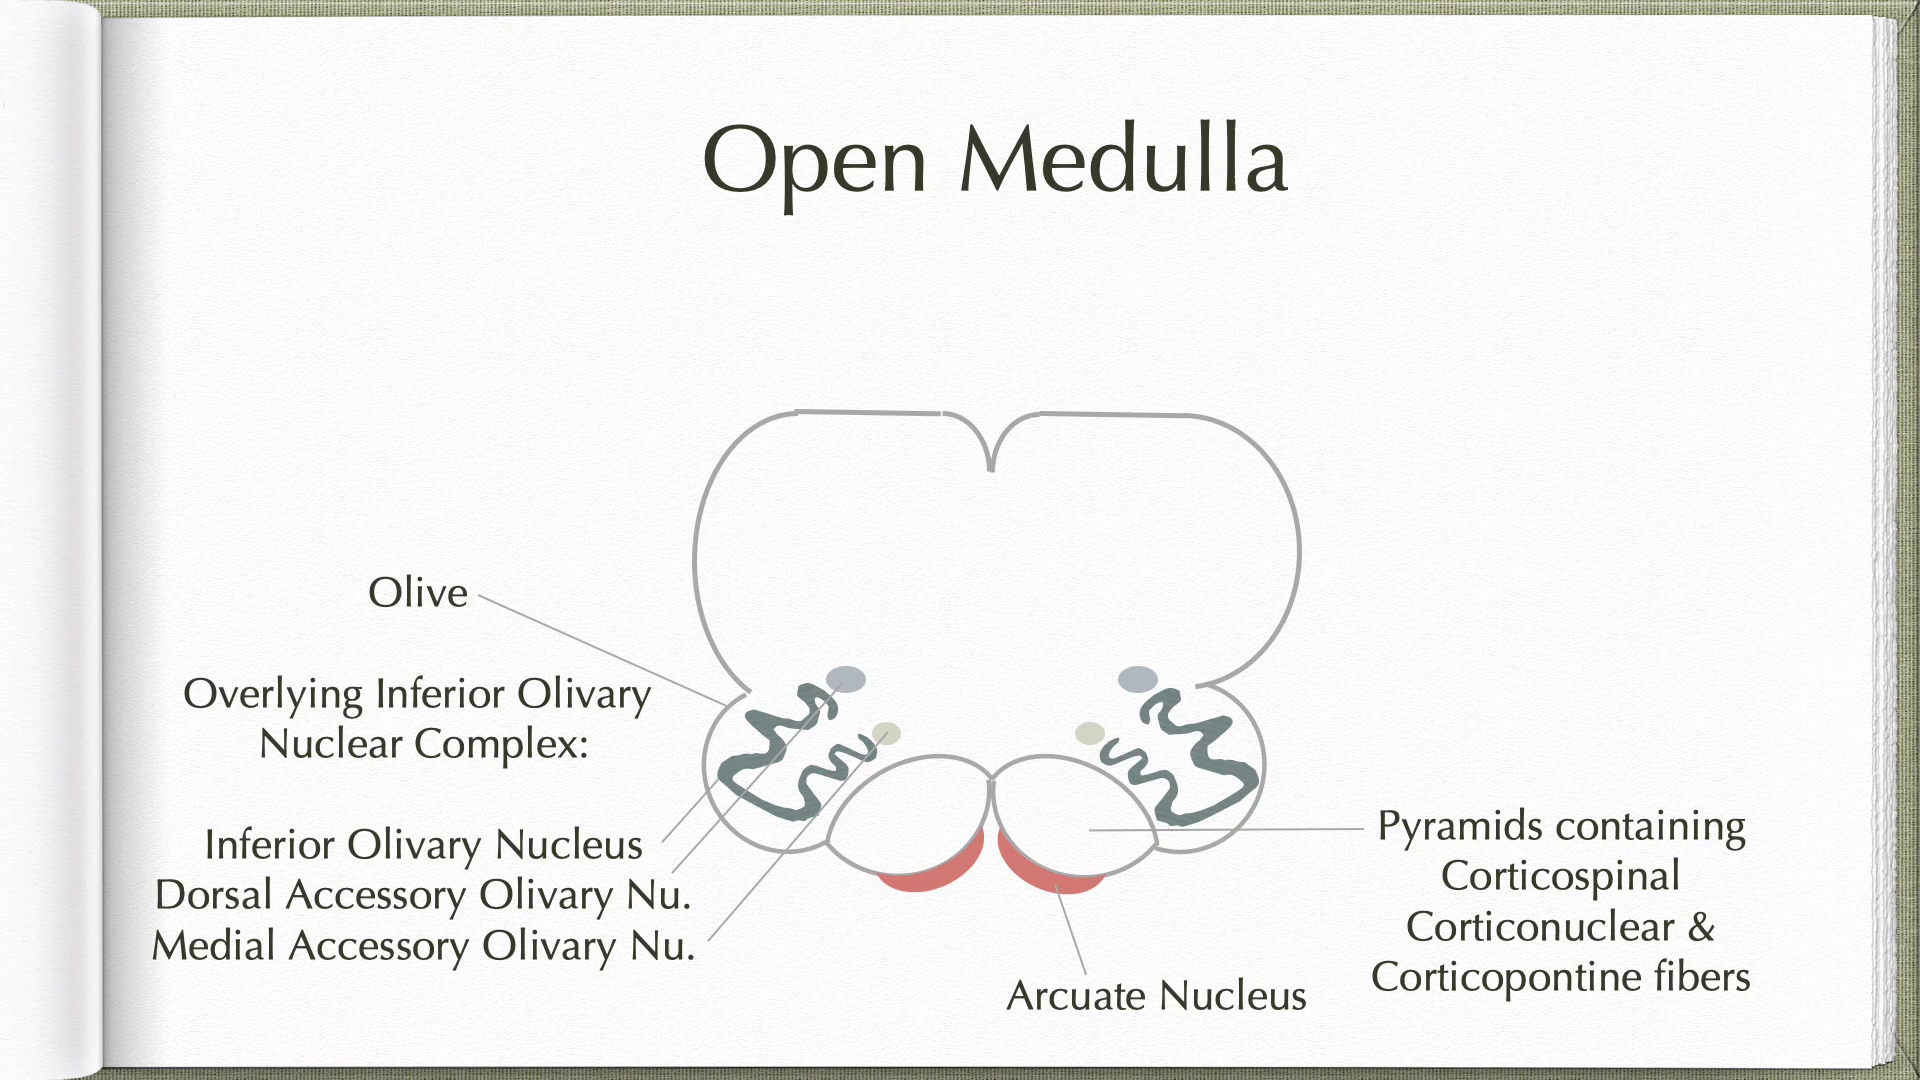 Open Medulla
Olive
Overlying Inferior Olivary
Nuclear Complex:
Inferior Olivary Nucleus
Dorsal Accessory Olivary Nu.
Medial Accessory Olivary Nu.
Pyramids containing
Corticospinal
Corticonuclear &
Corticopontine fibers
Arcuate Nucleus